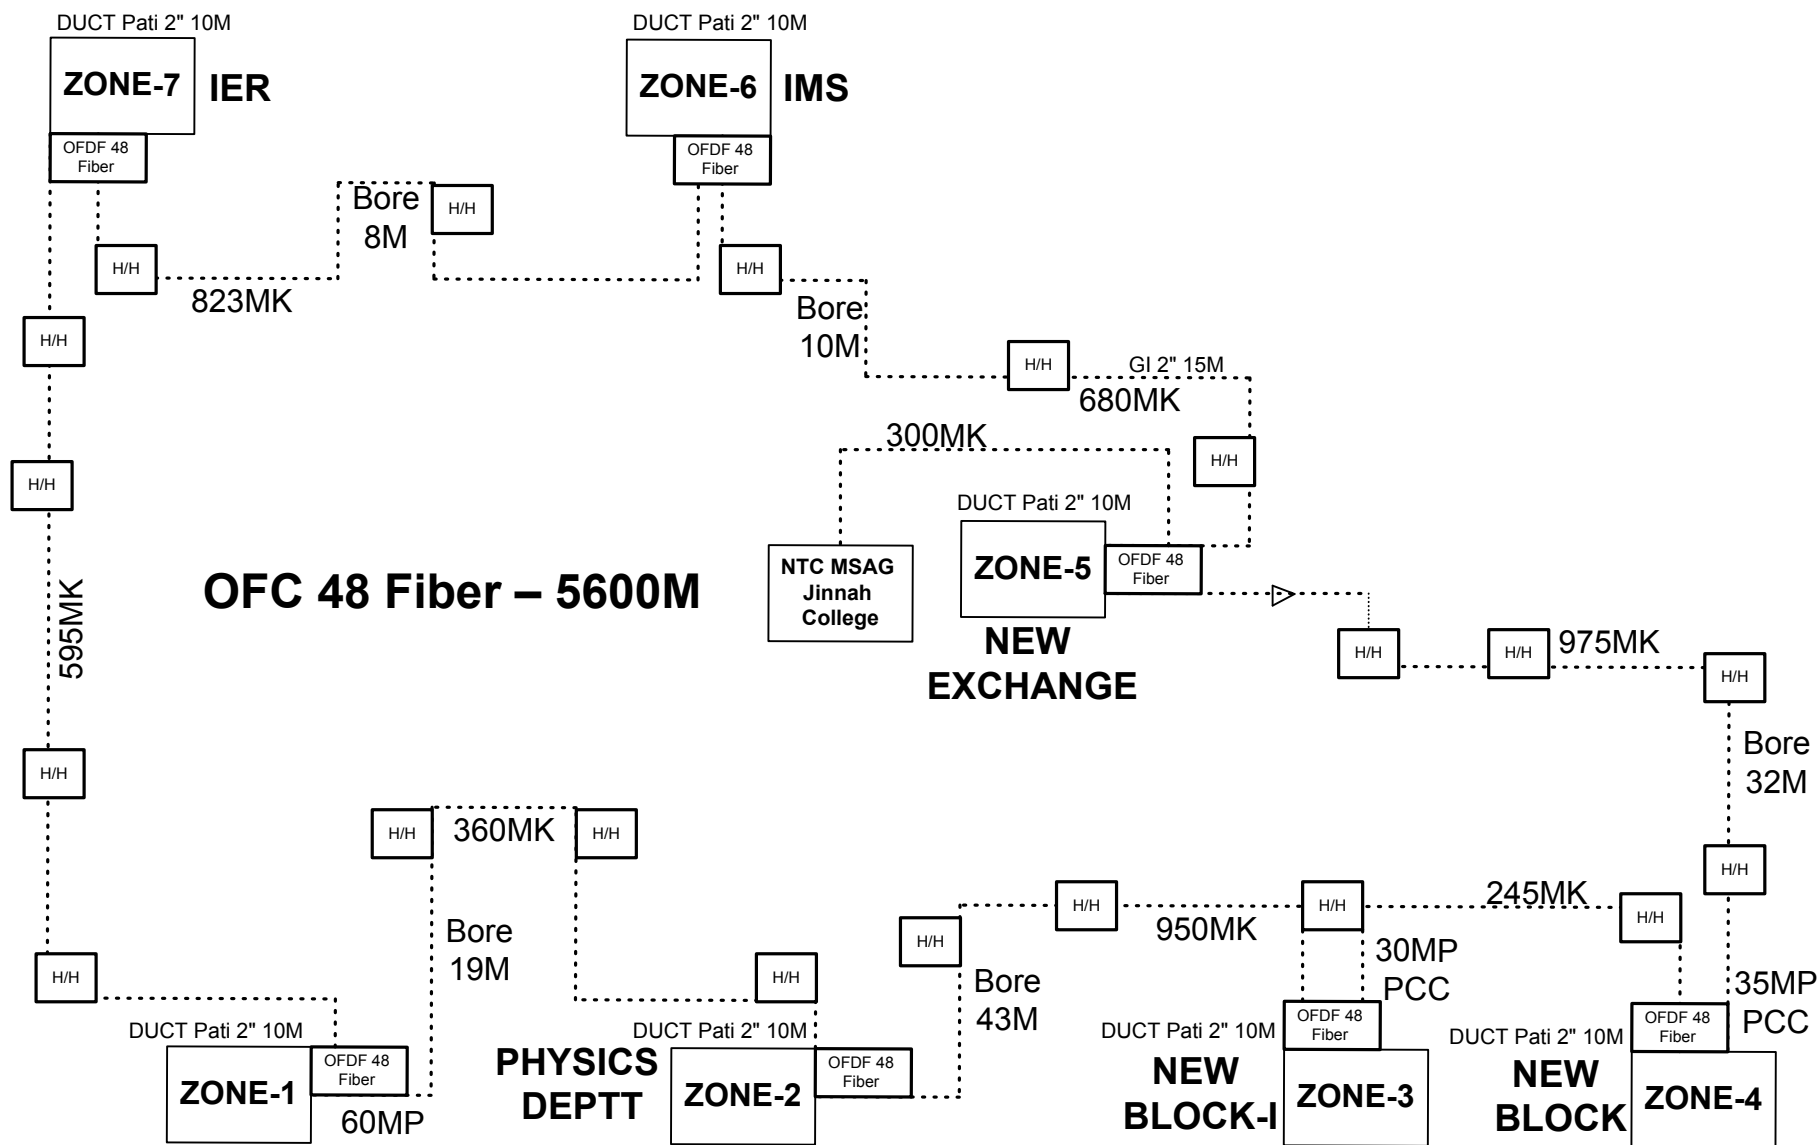 DUCT Pati 2" 10M
ZONE-7
IER
OFDF 48
Fiber
DUCT Pati 2" 10M
ZONE-6
IMS
OFDF 48
Fiber
Bore
8M
H/H
H/H
823MK
H/H
Bore
10M
H/H
H/H
GI 2" 15M
680MK
300MK
H/H
H/H
DUCT Pati 2" 10M
ZONE-5
OFDF 48
Fiber
NEW
EXCHANGE
NTC MSAG
Jinnah
College
OFC 48 Fiber – 5600M
595MK
H/H
H/H
975MK
H/H
Bore
32M
H/H
H/H
360MK
H/H
H/H
H/H
Bore
19M
H/H
H/H
Bore
43M
H/H
950MK
H/H
245MK
H/H
30MP
PCC
35MP
PCC
H/H
DUCT Pati 2" 10M
ZONE-1
OFDF 48
Fiber
60MP
PHYSICS
DEPTT
DUCT Pati 2" 10M
ZONE-2
OFDF 48
Fiber
DUCT Pati 2" 10M
NEW
BLOCK-I
OFDF 48
Fiber
ZONE-3
DUCT Pati 2" 10M
NEW
BLOCK
OFDF 48
Fiber
ZONE-4